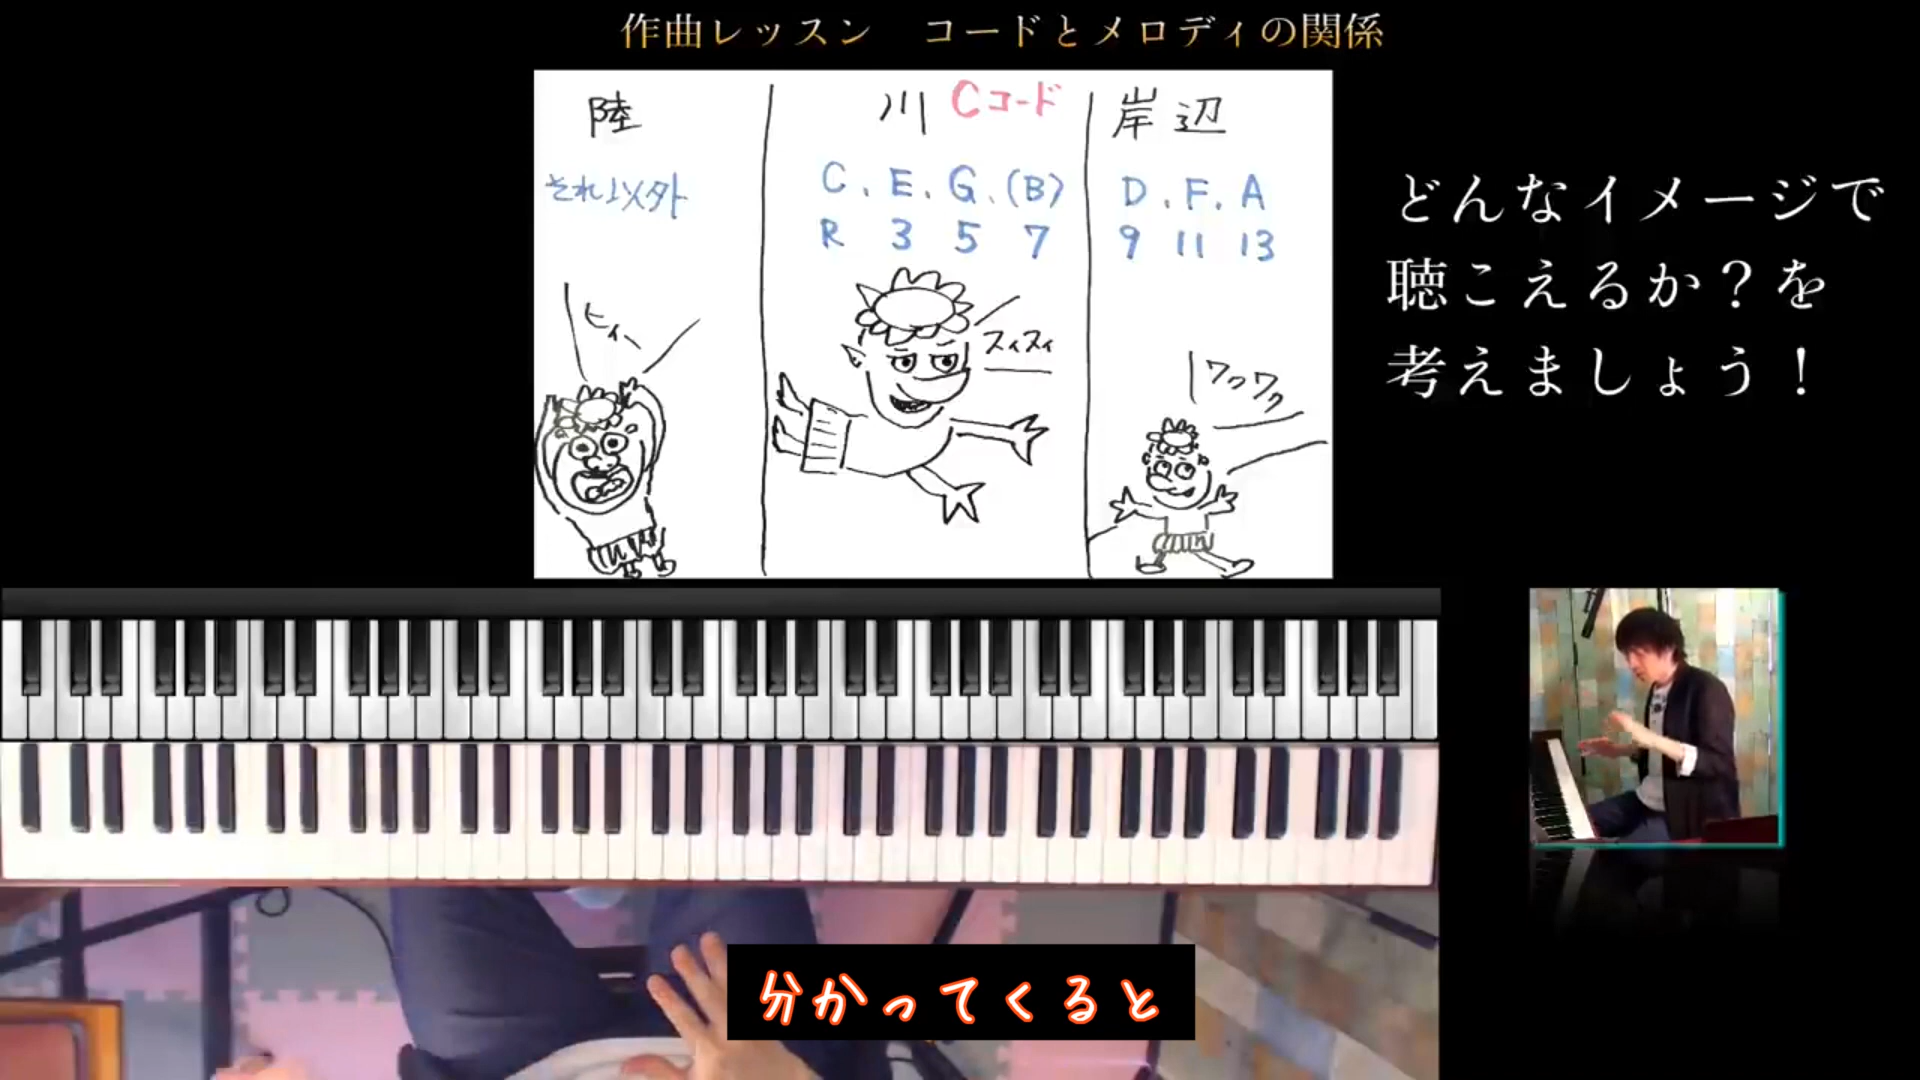 作曲レッスン　コードとメロディの関係
陸
それ以外
ヒィー
川 Cコード
C . E . G . (B)
R 3 5 7
スイスイ
岸辺
D . F . A
9 11 13
ワクワク
どんなイメージで
聴こえるか？を
考えましょう！
分かってくると